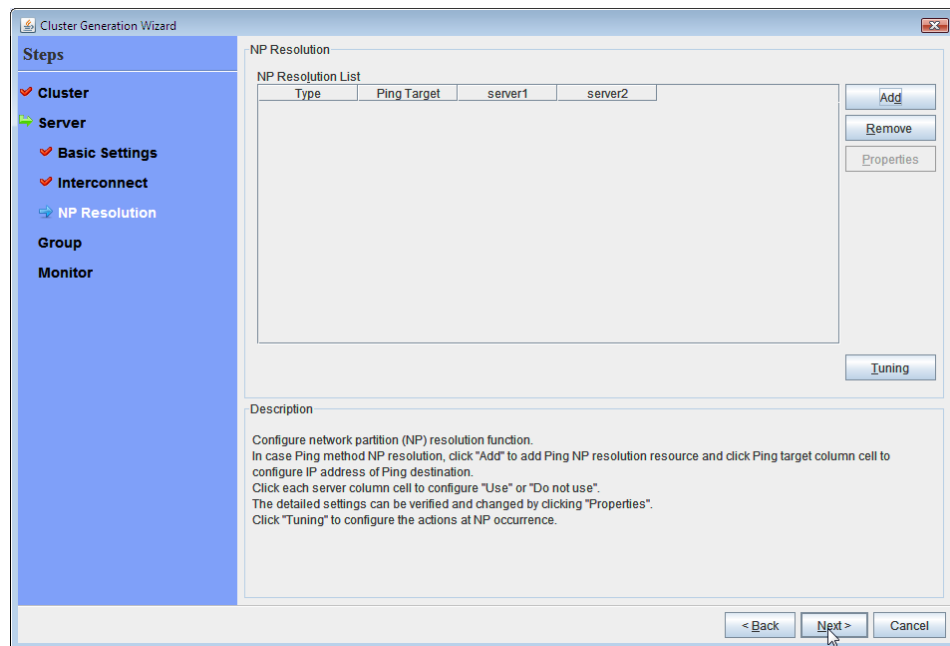 Cluster Generation Wizard
Steps
Cluster
Server
Basic Settings
Interconnect
NP Resolution
Group
Monitor
NP Resolution
NP Resolution List
Type Ping Target server1 server2
Add
Remove
Properties
Tuning
Description
Configure network partition (NP) resolution function.
In case Ping method NP resolution, click "Add" to add Ping NP resolution resource and click Ping target column cell to
configure IP address of Ping destination.
Click each server column cell to configure "Use" or "Do not use".
The detailed settings can be verified and changed by clicking "Properties".
Click "Tuning" to configure the actions at NP occurrence.
< Back Next > Cancel